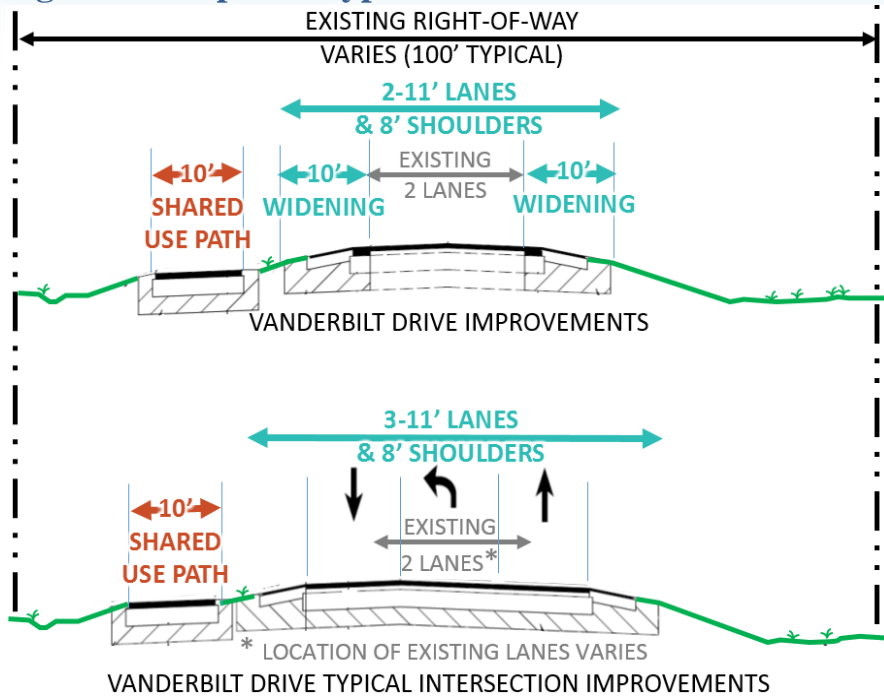 EXISTING RIGHT-OF-WAY
VARIES (100' TYPICAL)
2-11' LANES
& 8' SHOULDERS
10'
SHARED
USE PATH
10'
WIDENING
EXISTING
2 LANES
10'
WIDENING
VANDERBILT DRIVE IMPROVEMENTS
3-11' LANES
& 8' SHOULDERS
10'
SHARED
USE PATH
EXISTING
2 LANES*
* LOCATION OF EXISTING LANES VARIES
VANDERBILT DRIVE TYPICAL INTERSECTION IMPROVEMENTS